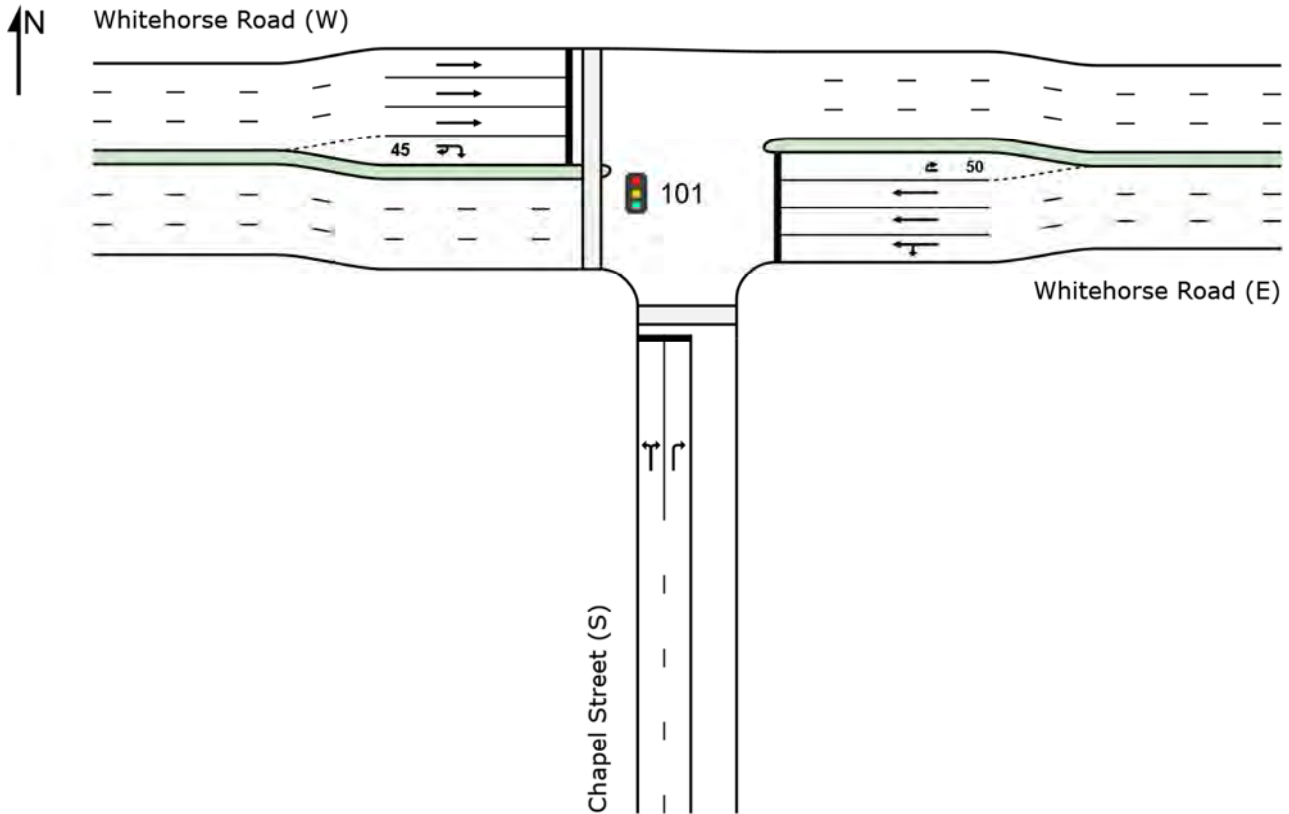 N
Whitehorse Road (W)
45
50
101
Whitehorse Road (E)
Chapel Street (S)